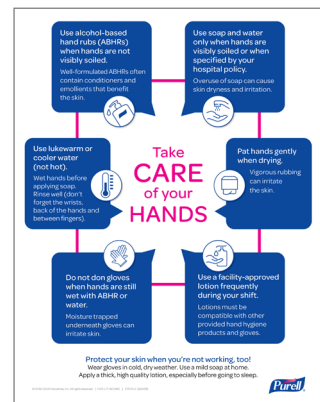 Use alcohol-based
hand rubs (ABHRs)
when hands are not
visibly soiled.
Well-formulated ABHRs often
contain conditioners and
emollients that benefit
the skin.
Use soap and water
only when hands are
visibly soiled or when
specified by your
hospital policy.
Overuse of soap can cause
skin dryness and irritation.
Use lukewarm or
cooler water
(not hot).
Wet hands before
applying soap.
Rinse well (don't
forget the wrists,
back of the hands and
between fingers).
Take
CARE
of your
HANDS
Pat hands gently
when drying.
Vigorous rubbing
can irritate
the skin.
Do not don gloves
when hands are still
wet with ABHR or
water.
Moisture trapped
underneath gloves can
irritate skin.
Use a facility-approved
lotion frequently
during your shift.
Lotions must be
compatible with other
provided hand hygiene
products and gloves.
Protect your skin when you're not working, too!
Wear gloves in cold, dry weather. Use a mild soap at home.
Apply a thick, high quality lotion, especially before going to sleep.
Purell